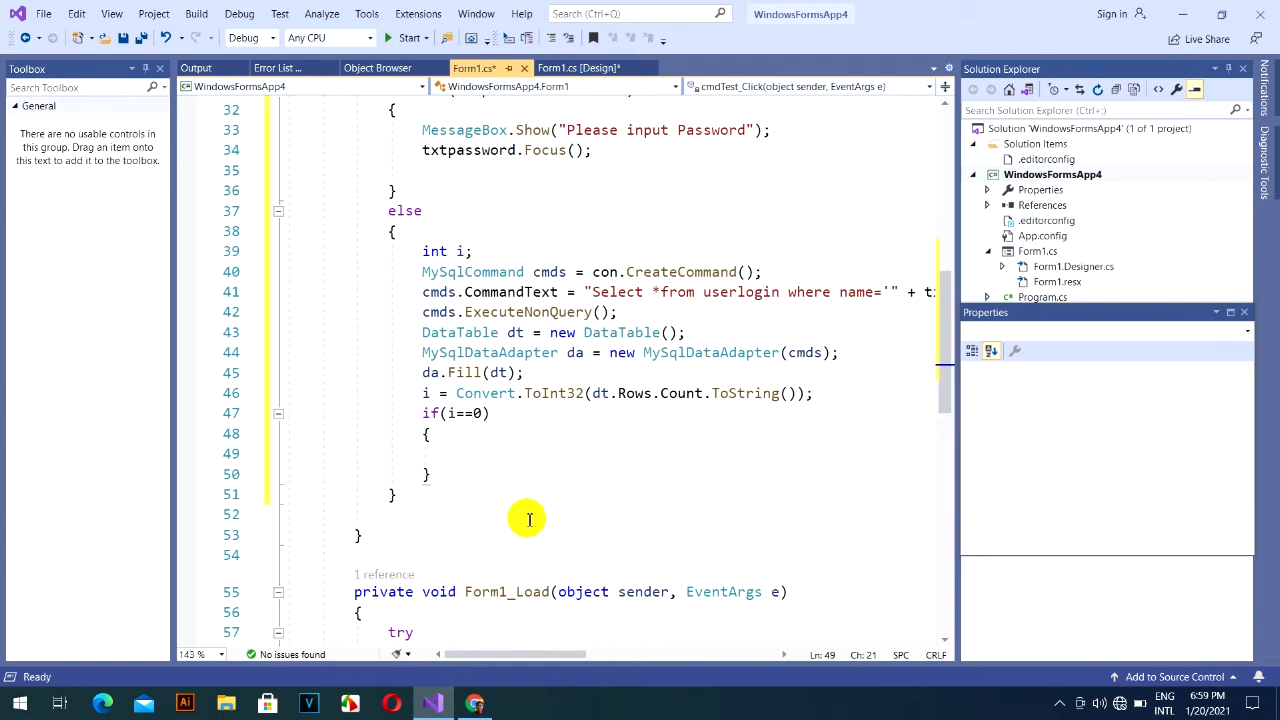 File Edit View Git Project Build Debug Test Analyze Tools Extensions Window Help Search (Ctrl+Q) WindowsFormsApp4 Sign in
Debug Any CPU Start Live Share
Toolbox
Search Toolbox
General
There are no usable controls in
this group. Drag an item onto
this text to add it to the toolbox.
Output Error List ... Object Browser Form1.cs* Form1.cs [Design]*
WindowsFormsApp4 WindowsFormsApp4.Form1 cmdTest_Click(object sender, EventArgs e)
32 {
33 MessageBox.Show("Please input Password");
34 txtpassword.Focus();
35
36 }
37 else
38 {
39 int i;
40 MySqlCommand cmds = con.CreateCommand();
41 cmds.CommandText = "Select *from userlogin where name='" + t
42 cmds.ExecuteNonQuery();
43 DataTable dt = new DataTable();
44 MySqlDataAdapter da = new MySqlDataAdapter(cmds);
45 da.Fill(dt);
46 i = Convert.ToInt32(dt.Rows.Count.ToString());
47 if(i==0)
48 {
49
50 }
51 }
52
53 }
54
1 reference
55 private void Form1_Load(object sender, EventArgs e)
56 {
57 try
143 % No issues found Ln: 49 Ch: 21 SPC CRLF
Solution Explorer
Search Solution Explorer (Ctrl+;)
Solution 'WindowsFormsApp4' (1 of 1 project)
Solution Items
.editorconfig
WindowsFormsApp4
Properties
References
.editorconfig
App.config
Form1.cs
Form1.Designer.cs
Form1.resx
Program.cs
Properties
Notifications
Diagnostic Tools
Ready Add to Source Control
Ai V ENG 6:59 PM
INTL 1/20/2021